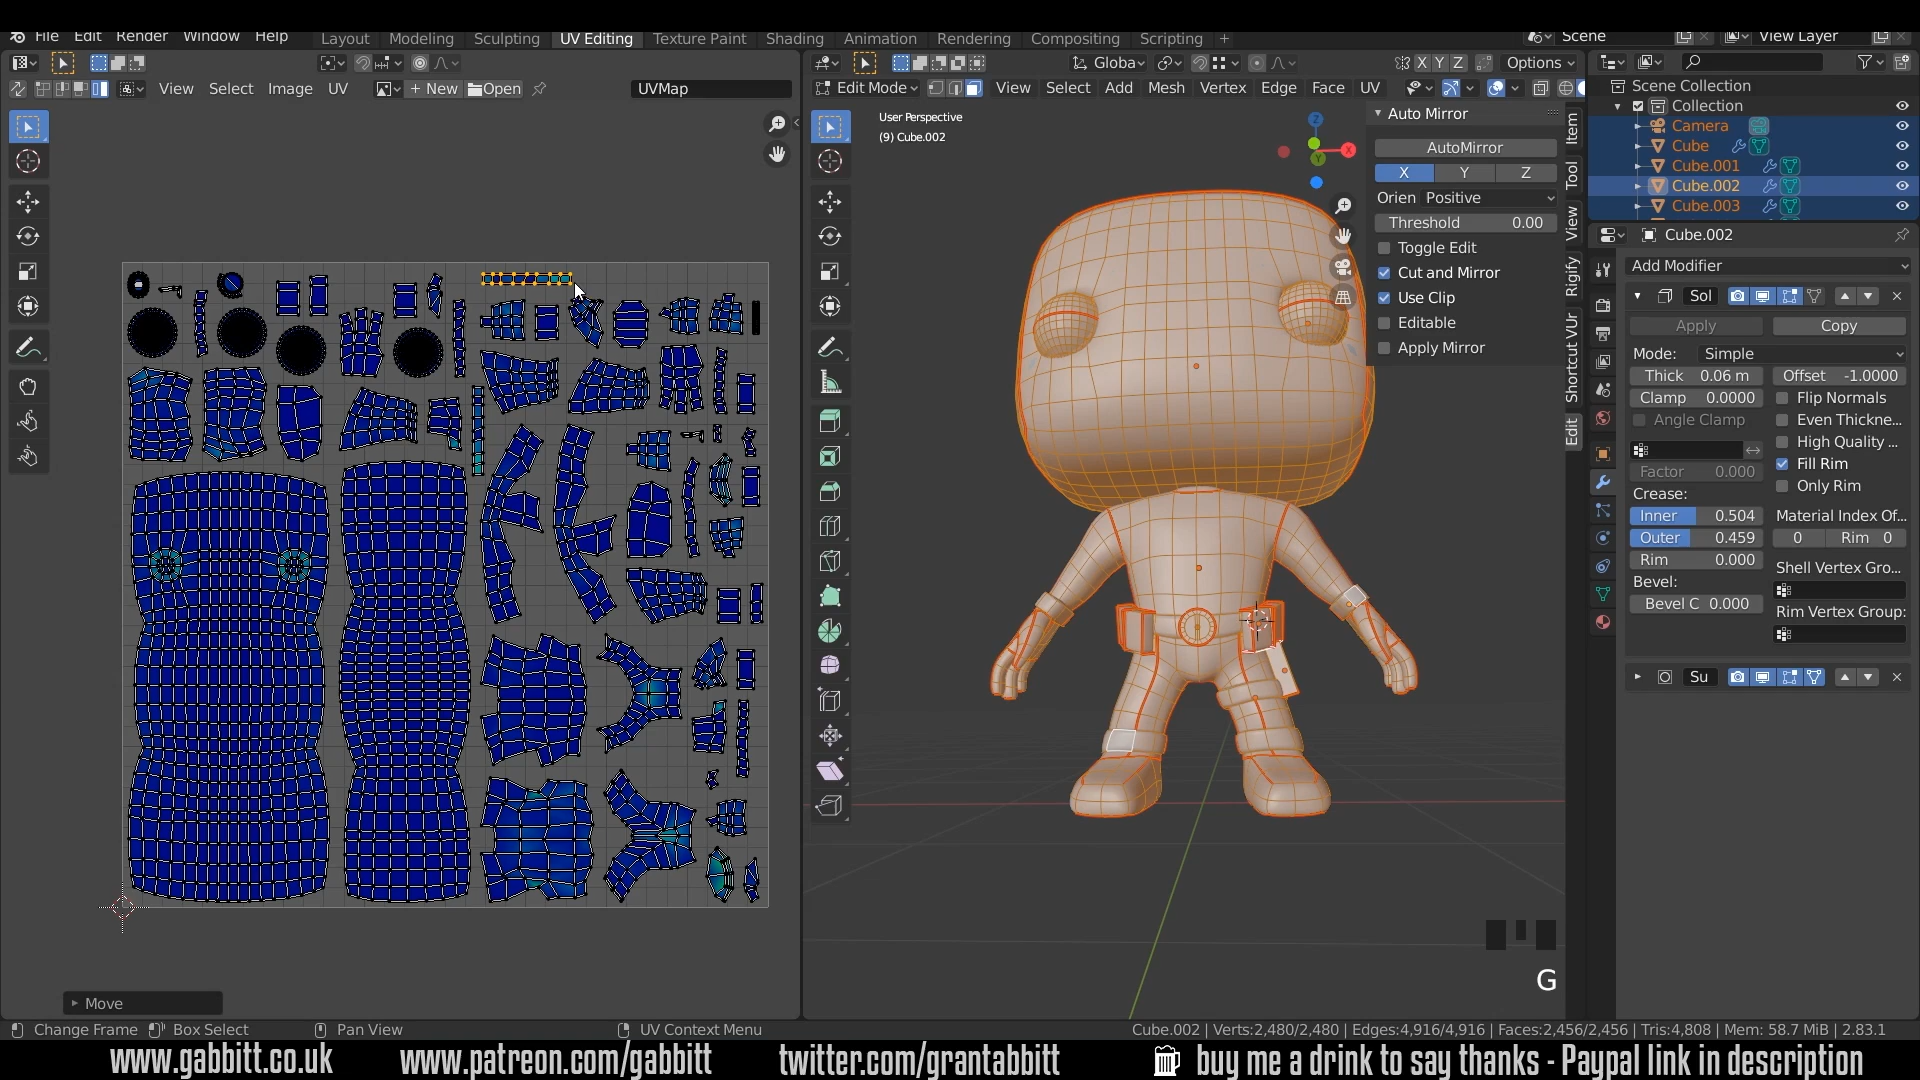 File Edit Render Window Help Layout Modeling Sculpting UV Editing Texture Paint Shading Animation Rendering Compositing Scripting + Scene View Layer
Globa X Y Z Options
View Select Image UV + New Open UVMap Edit Mode View Select Add Mesh Vertex Edge Face UV
User Perspective
(9) Cube.002
Z
X
Y
Auto Mirror
AutoMirror
X Y Z
Orien Positive
Threshold 0.00
Toggle Edit
Cut and Mirror
Use Clip
Editable
Apply Mirror
Item
Tool
View
Rigify
Shortcut VUr
Edit
Scene Collection
Collection
Camera
Cube
Cube.001
Cube.002
Cube.003
Cube.002
Add Modifier
Sol
Apply Copy
Mode: Simple
Thick 0.06 m Offset -1.0000
Clamp 0.0000 Flip Normals
Angle Clamp Even Thickne...
High Quality ...
Fill Rim
Factor 0.000 Only Rim
Crease:
Inner 0.504 Material Index Of...
Outer 0.459 0 Rim 0
Rim 0.000 Shell Vertex Gro...
Bevel:
Bevel C 0.000 Rim Vertex Group:
Su
G
Move
Change Frame Box Select Pan View UV Context Menu Cube.002 | Verts:2,480/2,480 | Edges:4,916/4,916 | Faces:2,456/2,456 | Tris:4,808 | Mem: 58.7 MiB | 2.83.1
www.gabbitt.co.uk www.patreon.com/gabbitt twitter.com/grantabbitt buy me a drink to say thanks - Paypal link in description